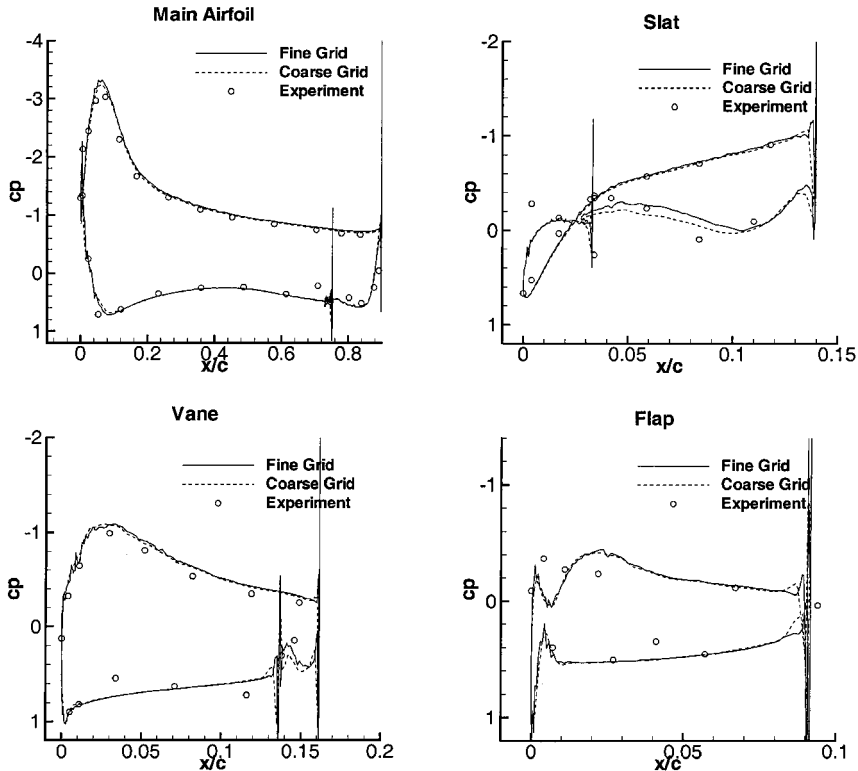 Main Airfoil
-4
-3
-2
-1
0
1
cp
Fine Grid
Coarse Grid
Experiment
0
0.2
0.4
0.6
0.8
x/c
Slat
-2
-1
0
1
cp
Fine Grid
Coarse Grid
Experiment
0
0.05
0.10
0.15
x/c
Vane
-2
-1
0
1
cp
Fine Grid
Coarse Grid
Experiment
0
0.05
0.10
0.15
0.2
x/c
Flap
-1
0
1
cp
Fine Grid
Coarse Grid
Experiment
0
0.05
0.1
x/c